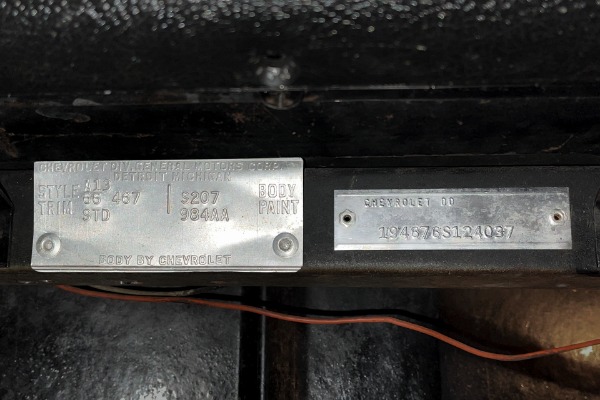 CHEVROLET DIV. GENERAL MOTORS CORP.
DETROIT MICHIGAN
A13
STYLE 66 467 S207 BODY
TRIM STD 984AA PAINT
BODY BY CHEVROLET
CHEVROLET
194676S124037